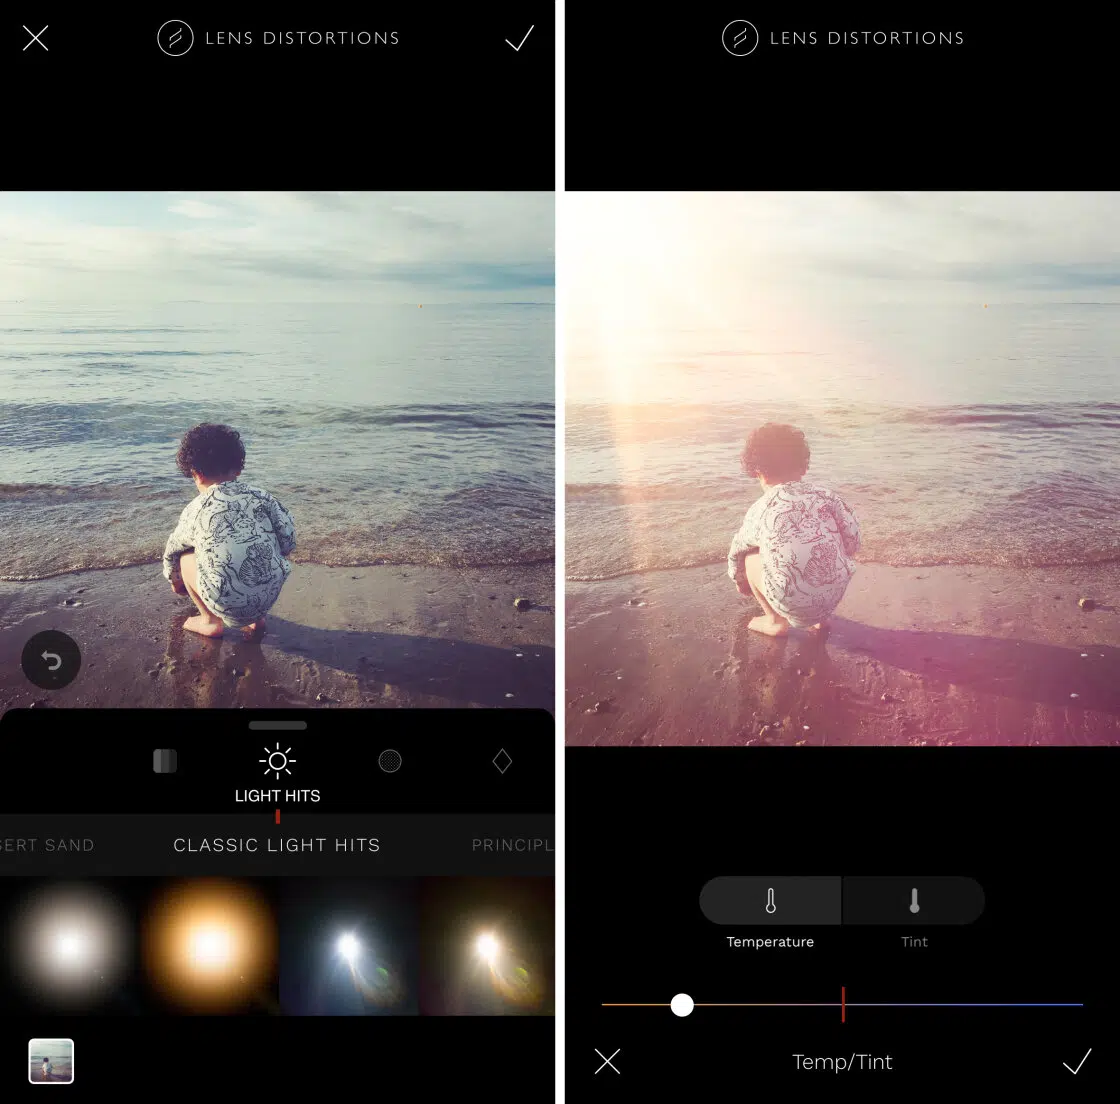 LENS DISTORTIONS
LIGHT HITS
SERT SAND
CLASSIC LIGHT HITS
PRINCIPL
LENS DISTORTIONS
Temperature
Tint
Temp/Tint